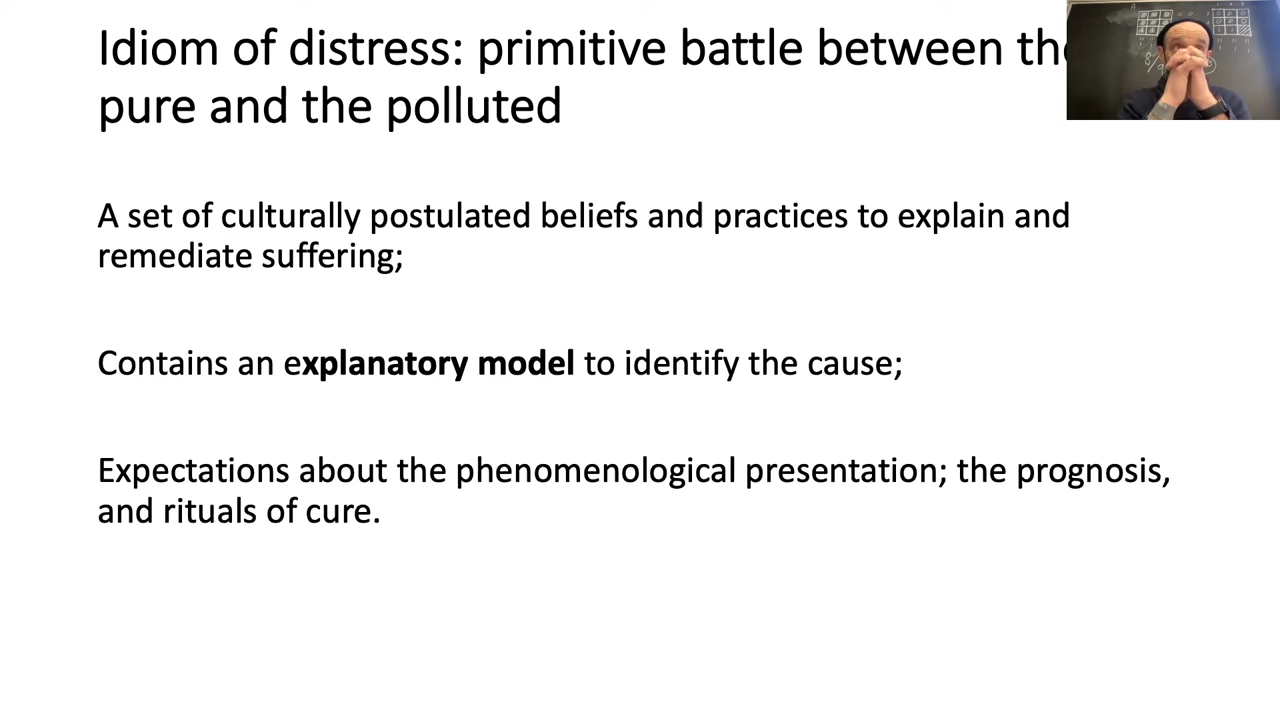 Idiom of distress: primitive battle between the
pure and the polluted
A set of culturally postulated beliefs and practices to explain and
remediate suffering;
Contains an explanatory model to identify the cause;
Expectations about the phenomenological presentation; the prognosis,
and rituals of cure.